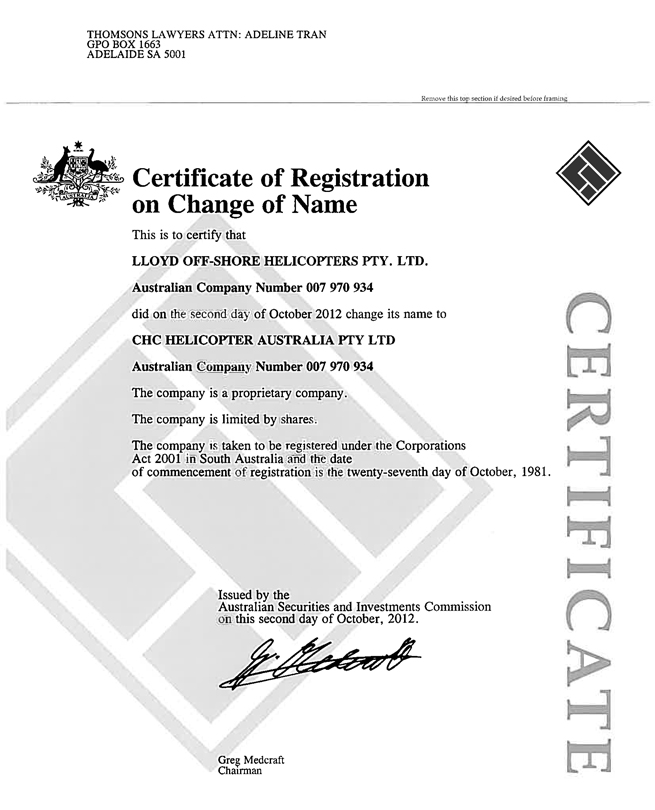 THOMSONS LAWYERS ATTN: ADELINE TRAN
GPO BOX 1663
ADELAIDE SA 5001
Remove this top section if desired before framing
AUSTRALIA
Certificate of Registration
on Change of Name
This is to certify that
LLOYD OFF-SHORE HELICOPTERS PTY. LTD.
Australian Company Number 007 970 934
did on the second day of October 2012 change its name to
CHC HELICOPTER AUSTRALIA PTY LTD
Australian Company Number 007 970 934
The company is a proprietary company.
The company is limited by shares.
The company is taken to be registered under the Corporations
Act 2001 in South Australia and the date
of commencement of registration is the twenty-seventh day of October, 1981.
Issued by the
Australian Securities and Investments Commission
on this second day of October, 2012.
Greg Medcraft
Chairman
CERTIFICATE